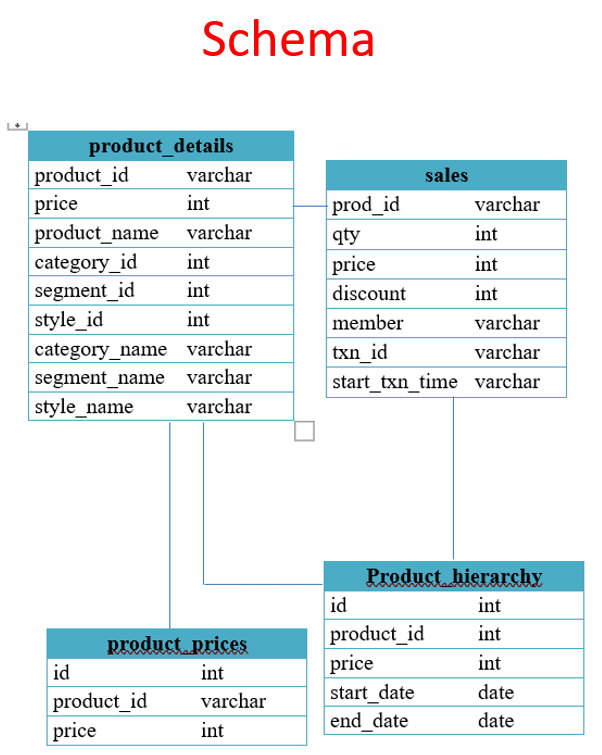 Schema
product_details
product_id varchar
price int
product_name varchar
category_id int
segment_id int
style_id int
category_name varchar
segment_name varchar
style_name varchar
sales
prod_id varchar
qty int
price int
discount int
member varchar
txn_id varchar
start_txn_time varchar
product_prices
id int
product_id varchar
price int
Product_hierarchy
id int
product_id int
price int
start_date date
end_date date